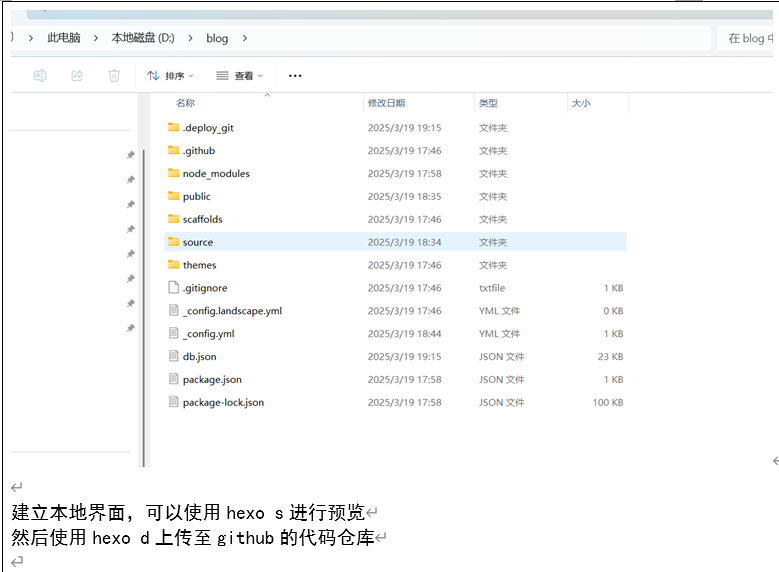 此电脑 > 本地磁盘 (D:) > blog >
在 blog 中
排序 查看 ...
名称 修改日期 类型 大小
.deploy_git 2025/3/19 19:15 文件夹
.github 2025/3/19 17:46 文件夹
node_modules 2025/3/19 17:58 文件夹
public 2025/3/19 18:35 文件夹
scaffolds 2025/3/19 17:46 文件夹
source 2025/3/19 18:34 文件夹
themes 2025/3/19 17:46 文件夹
.gitignore 2025/3/19 17:46 txtfile 1 KB
_config.landscape.yml 2025/3/19 17:46 YML 文件 0 KB
_config.yml 2025/3/19 18:44 YML 文件 1 KB
db.json 2025/3/19 19:15 JSON 文件 23 KB
package.json 2025/3/19 17:58 JSON 文件 1 KB
package-lock.json 2025/3/19 17:58 JSON 文件 100 KB
建立本地界面，可以使用 hexo s 进行预览
然后使用 hexo d 上传至 github 的代码仓库